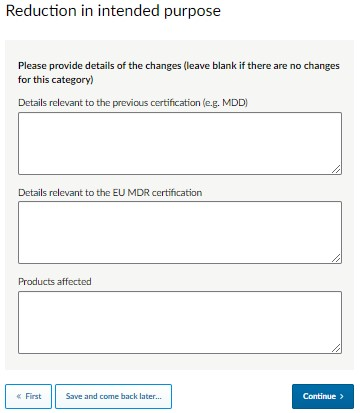 Reduction in intended purpose
Please provide details of the changes (leave blank if there are no changes
for this category)
Details relevant to the previous certification (e.g. MDD)
Details relevant to the EU MDR certification
Products affected
« First
Save and come back later...
Continue >